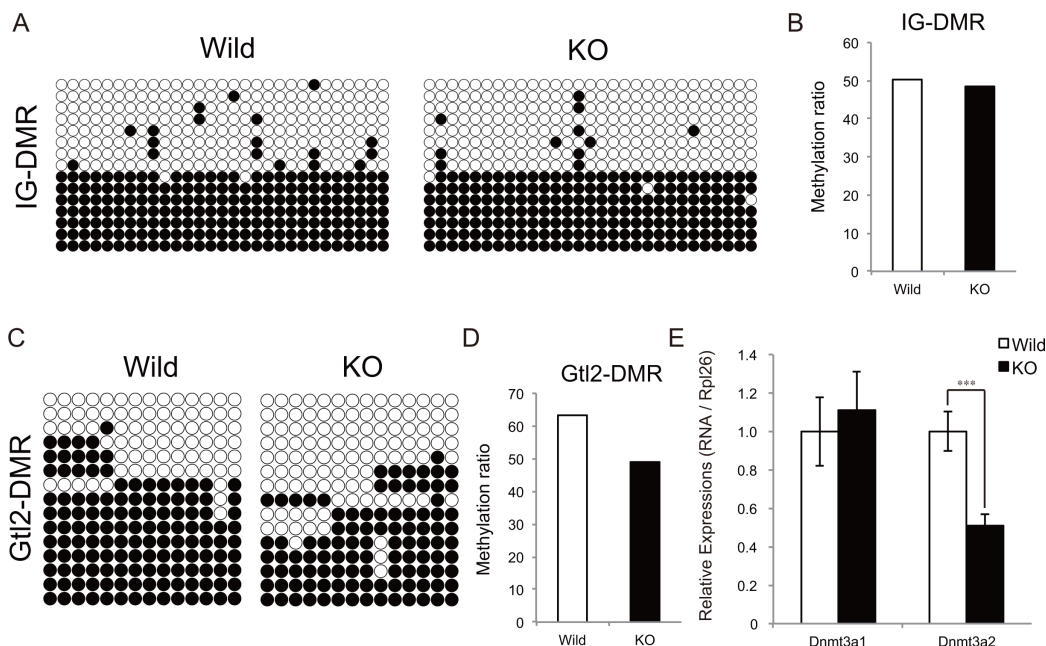 A
Wild
KO
IG-DMR
B
IG-DMR
Methylation ratio
60
50
40
30
20
10
0
Wild
KO
C
Wild
KO
Gtl2-DMR
D
Gtl2-DMR
Methylation ratio
70
60
50
40
30
20
10
0
Wild
KO
E
Wild
KO
Relative Expressions (RNA / Rpl26)
1.4
1.2
1.0
0.8
0.6
0.4
0.2
0
***
Dnmt3a1
Dnmt3a2